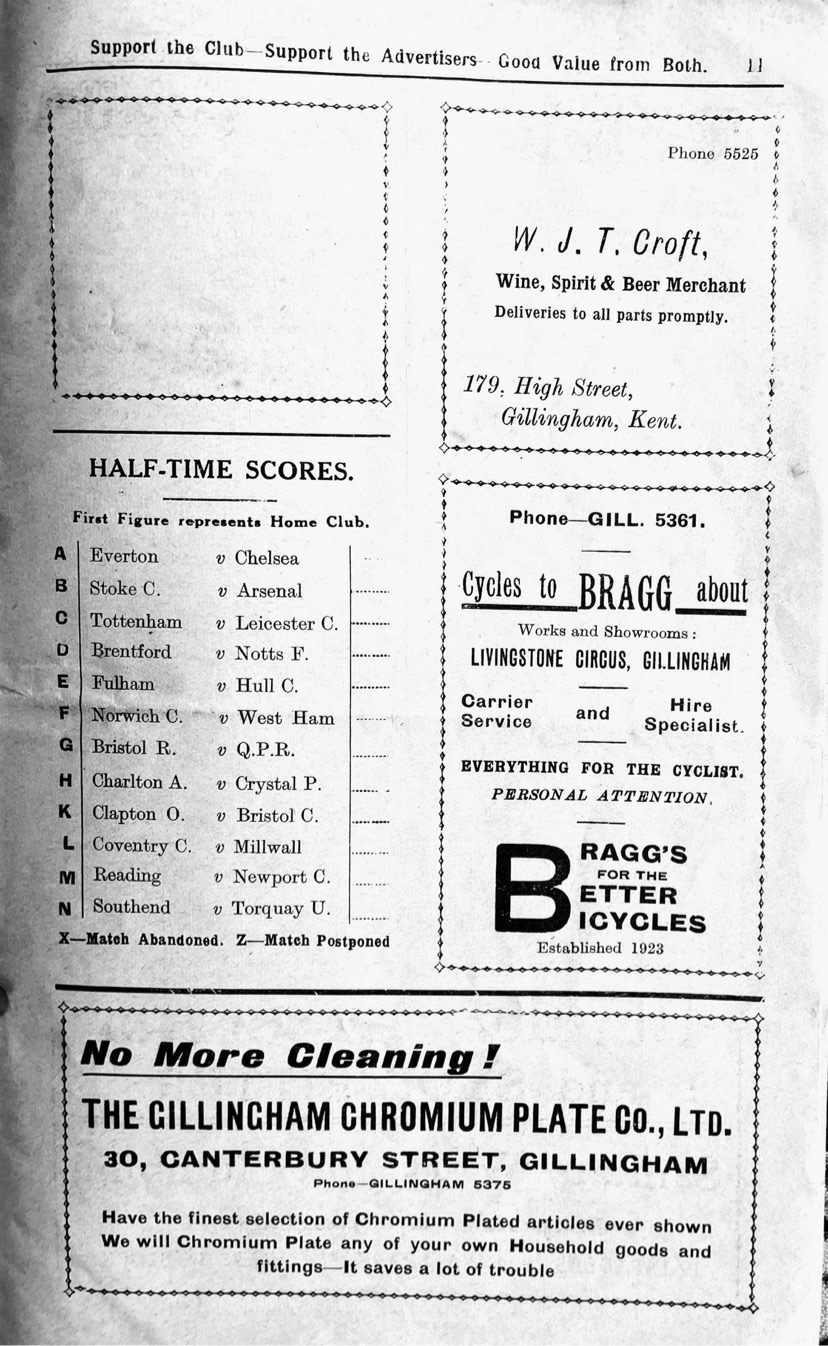 Support the Club—Support the Advertisers—Good Value from Both. 11
HALF-TIME SCORES.
First Figure represents Home Club.
A Everton v Chelsea
B Stoke C. v Arsenal ..........
C Tottenham v Leicester C. ..........
D Brentford v Notts F. ..........
E Fulham v Hull C. ..........
F Norwich C. v West Ham ..........
G Bristol R. v Q.P.R. ..........
H Charlton A. v Crystal P. ..........
K Clapton O. v Bristol C. ..........
L Coventry C. v Millwall ..........
M Reading v Newport C. ..........
N Southend v Torquay U. ..........
X—Match Abandoned. Z—Match Postponed
Phone 5525
W. J. T. Croft,
Wine, Spirit & Beer Merchant
Deliveries to all parts promptly.
179, High Street,
Gillingham, Kent.
Phone—GILL. 5361.
Cycles to BRAGG about
Works and Showrooms :
LIVINGSTONE CIRCUS, GILLINGHAM
Carrier Service and Hire Specialist.
EVERYTHING FOR THE CYCLIST.
PERSONAL ATTENTION.
BRAGG'S
FOR THE
BETTER
BICYCLES
Established 1923
No More Cleaning!
THE GILLINGHAM CHROMIUM PLATE CO., LTD.
30, CANTERBURY STREET, GILLINGHAM
Phone—GILLINGHAM 5375
Have the finest selection of Chromium Plated articles ever shown
We will Chromium Plate any of your own Household goods and
fittings—It saves a lot of trouble